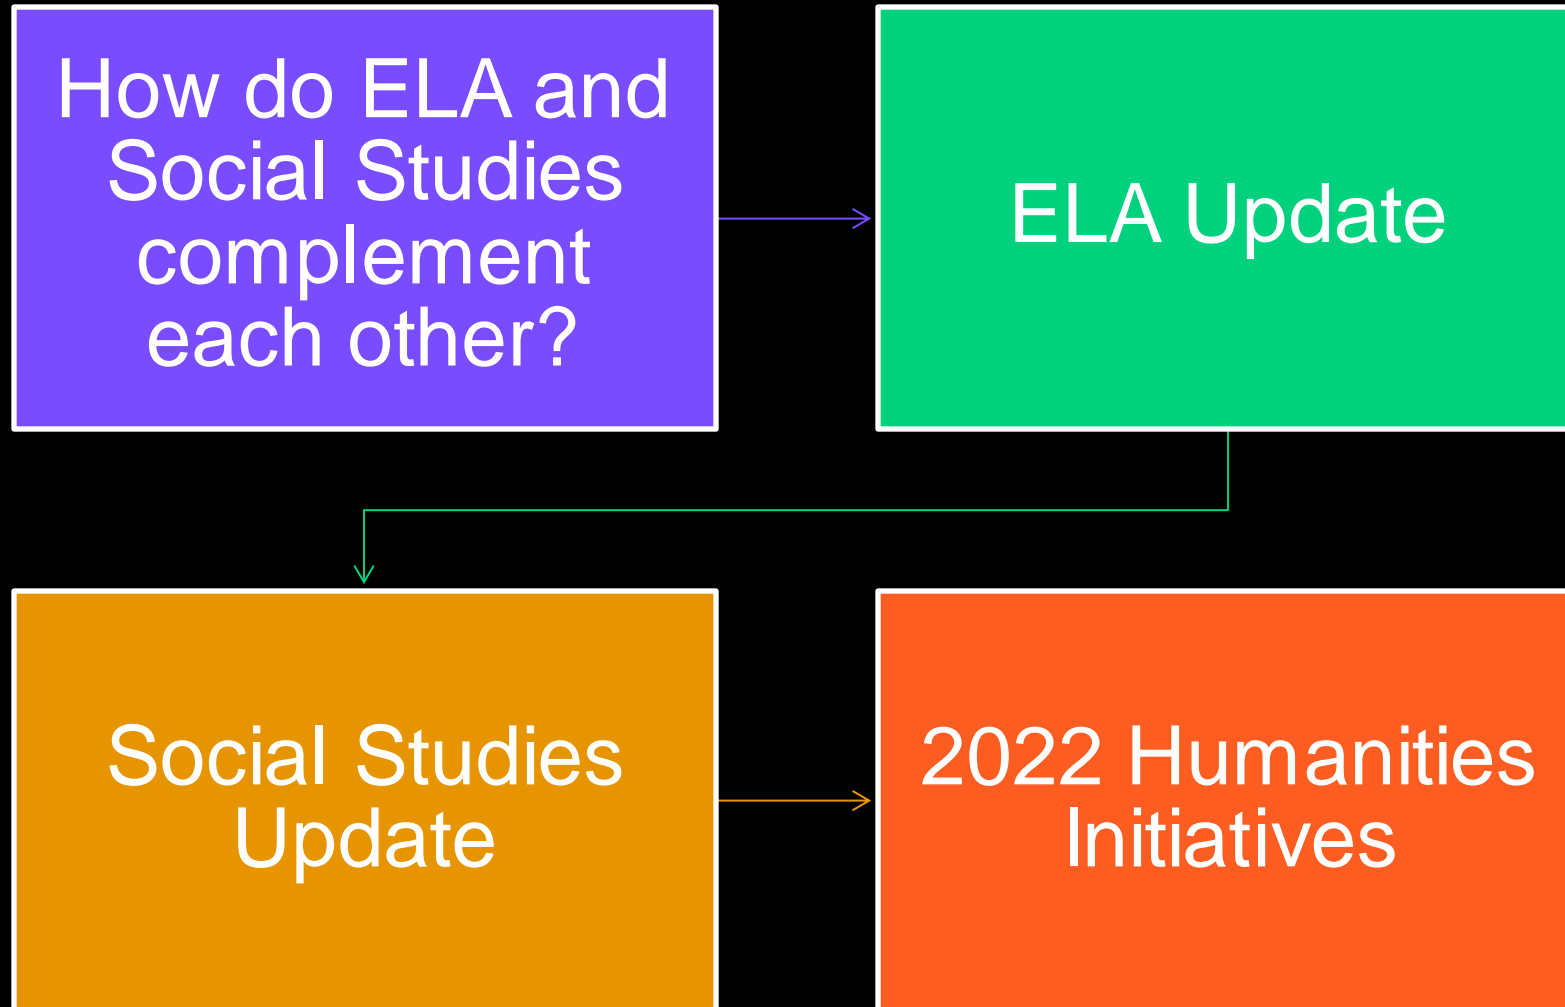 How do ELA and
Social Studies
complement
each other?
ELA Update
Social Studies
Update
2022 Humanities
Initiatives